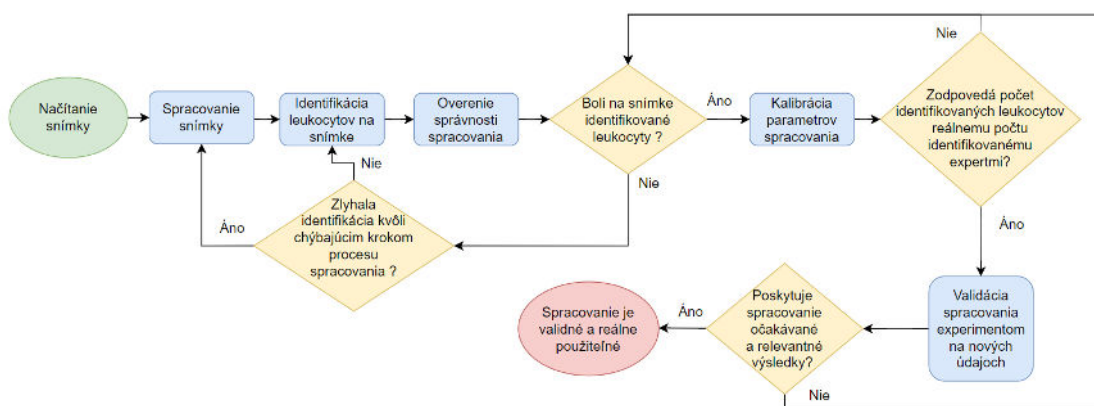 Načítanie
snímky
Spracovanie
snímky
Identifikácia
leukocytov na
snímke
Overenie
správnosti
spracovania
Boli na snímke
identifikované
leukocyty ?
Áno
Nie
Kalibrácia
parametrov
spracovania
Nie
Zodpovedá počet
identifikovaných leukocytov
reálnemu počtu
identifikovanému
expertmi?
Áno
Nie
Zlyhala
identifikácia kvôli
chýbajúcim krokom
procesu
spracovania ?
Áno
Validácia
spracovania
experimentom
na nových
údajoch
Poskytuje
spracovanie
očakávané
a relevantné
výsledky?
Áno
Nie
Spracovanie je
validné a reálne
použiteľné